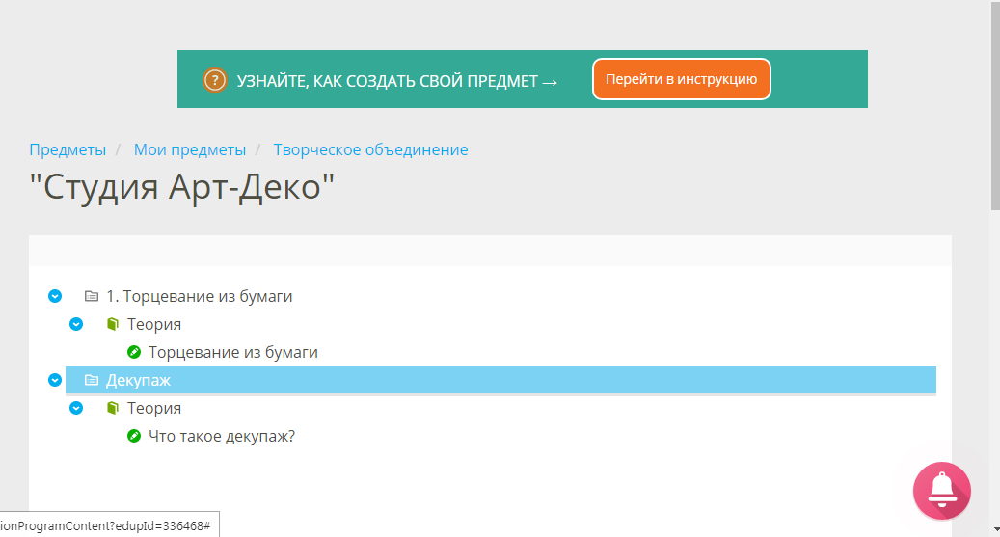 ? УЗНАЙТЕ, КАК СОЗДАТЬ СВОЙ ПРЕДМЕТ → Перейти в инструкцию
Предметы / Мои предметы / Творческое объединение
"Студия Арт-Деко"
1. Торцевание из бумаги
Теория
Торцевание из бумаги
Декупаж
Теория
Что такое декупаж?
ionProgramContent?edupId=336468#